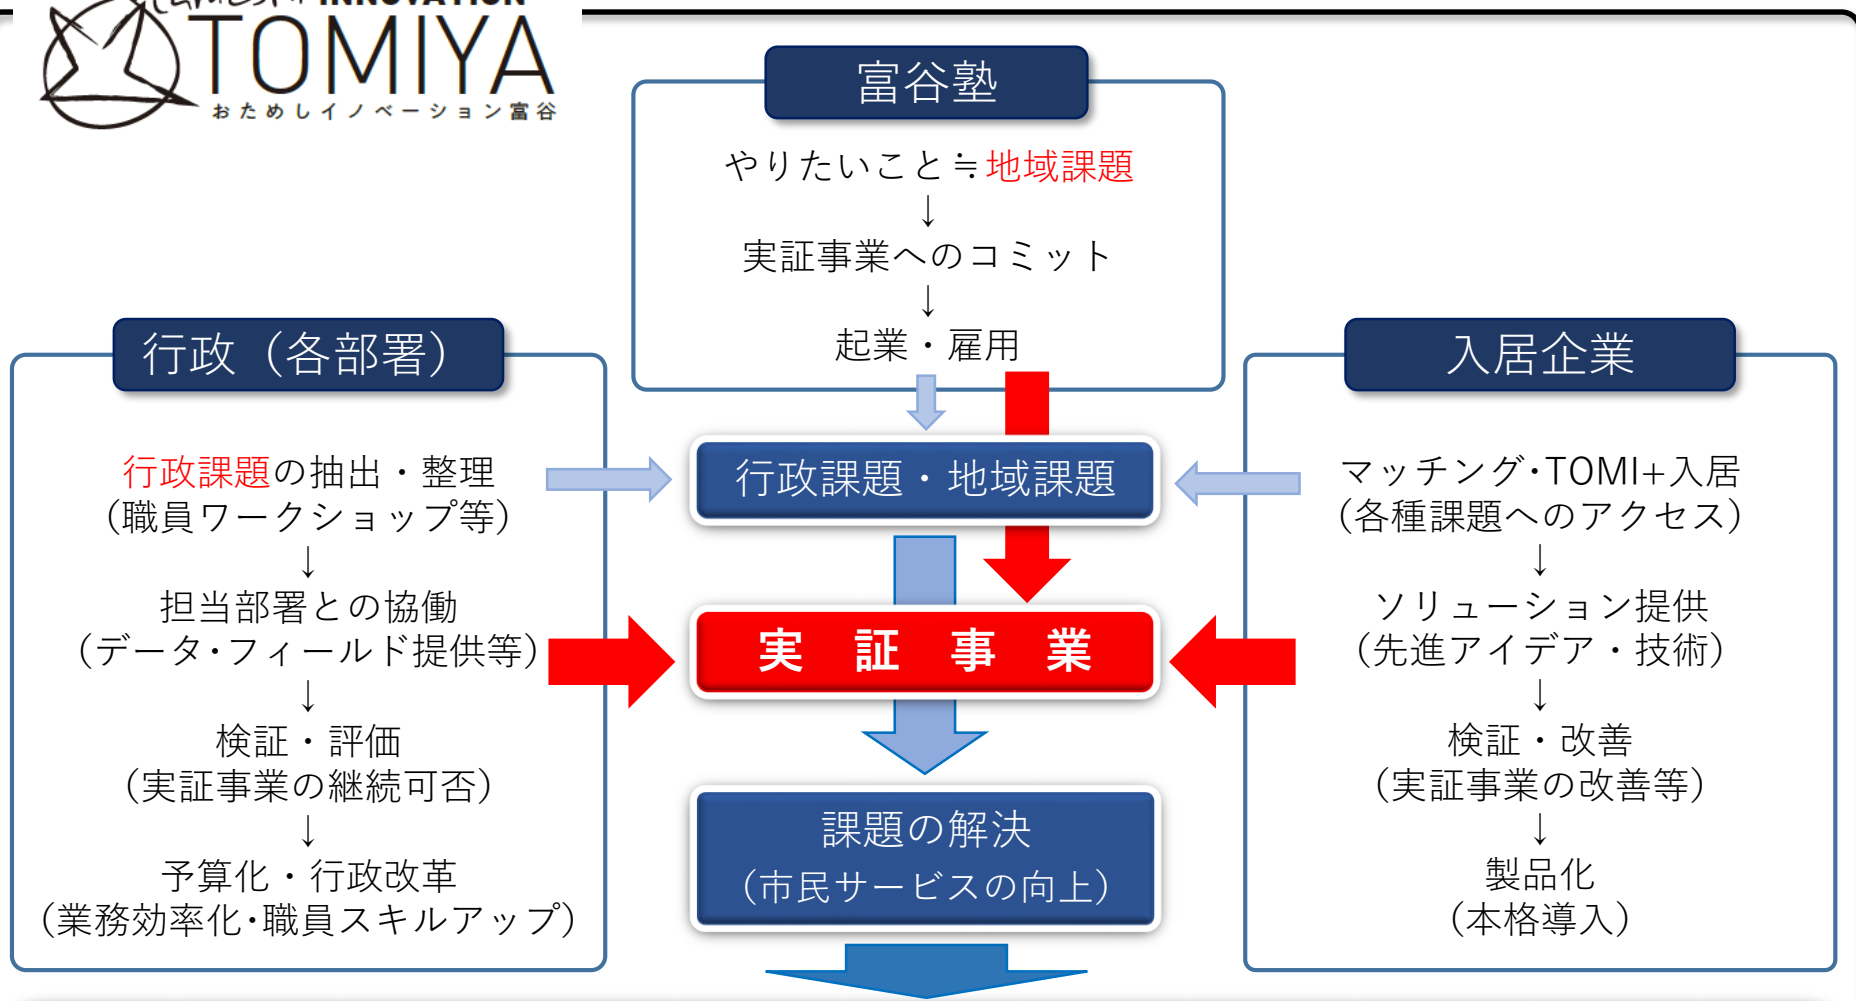 INNOVATION
TOMIYA
おためしイノベーション富谷
富谷塾
やりたいこと≒地域課題
↓
実証事業へのコミット
↓
起業・雇用
行政（各部署）
行政課題の抽出・整理
（職員ワークショップ等）
↓
担当部署との協働
（データ・フィールド提供等）
↓
検証・評価
（実証事業の継続可否）
↓
予算化・行政改革
（業務効率化・職員スキルアップ）
行政課題・地域課題
実証事業
課題の解決
（市民サービスの向上）
入居企業
マッチング・TOMI+入居
（各種課題へのアクセス）
↓
ソリューション提供
（先進アイデア・技術）
↓
検証・改善
（実証事業の改善等）
↓
製品化
（本格導入）